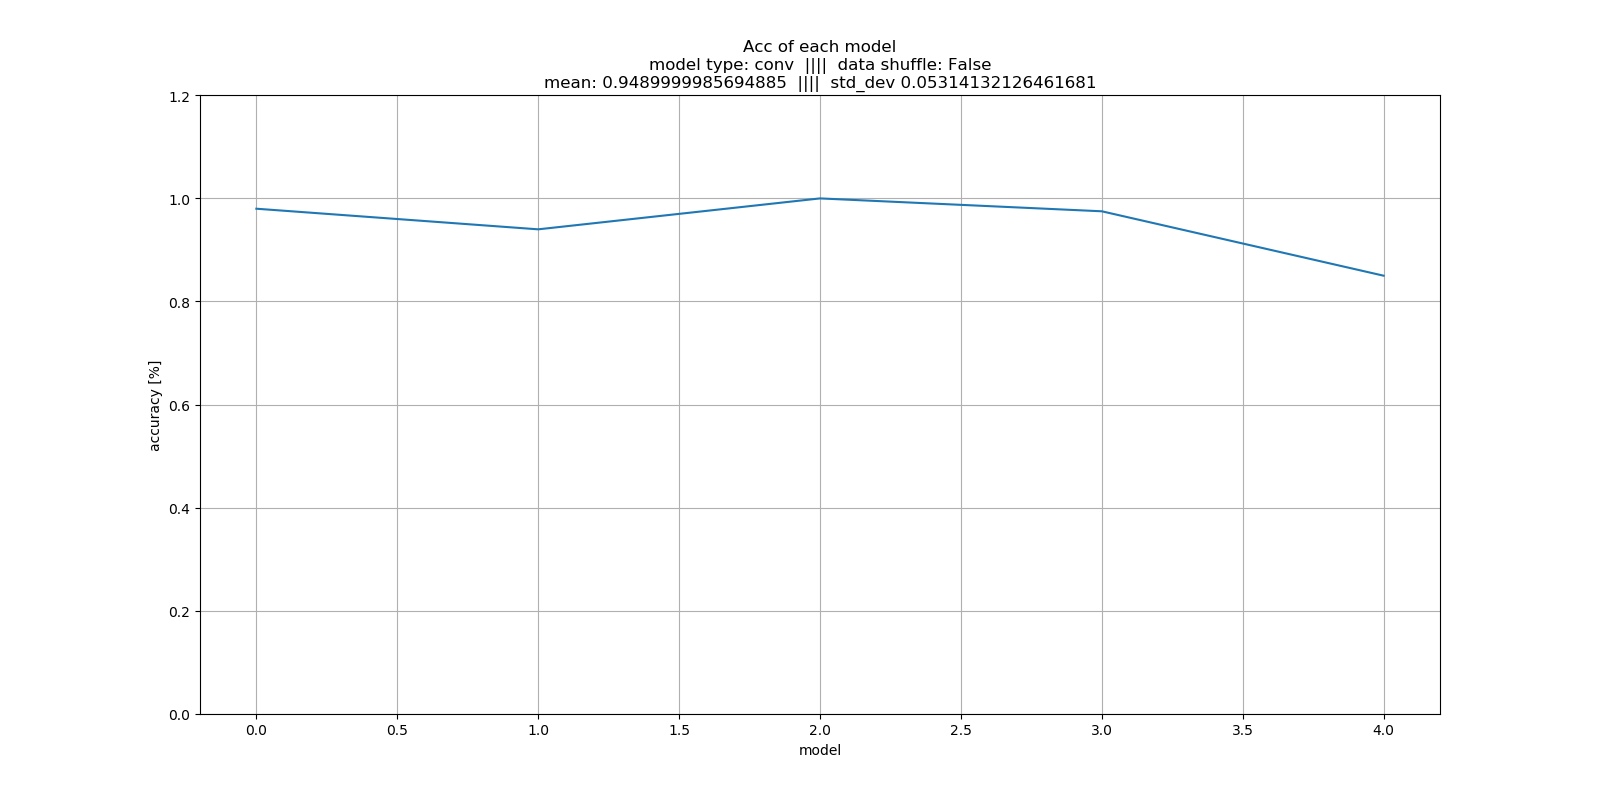 Acc of each model
model type: conv  ||||  data shuffle: False
mean: 0.9489999985694885  ||||  std_dev 0.05314132126461681
1.2
1.0
0.8
0.6
0.4
0.2
0.0
accuracy [%]
0.0 0.5 1.0 1.5 2.0 2.5 3.0 3.5 4.0
model